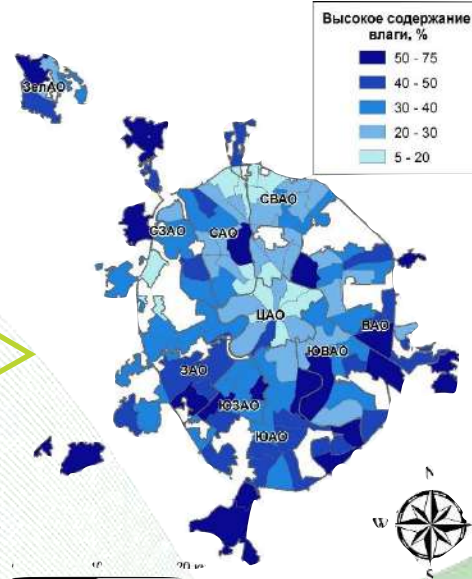 Высокое содержание
влаги, %
50 - 75
40 - 50
30 - 40
20 - 30
5 - 20
ЗелАО
СВАО
СЗАО
САО
ЦАО
ВАО
ЮВАО
ЗАО
ЮЗАО
ЮАО
N
W
S
20